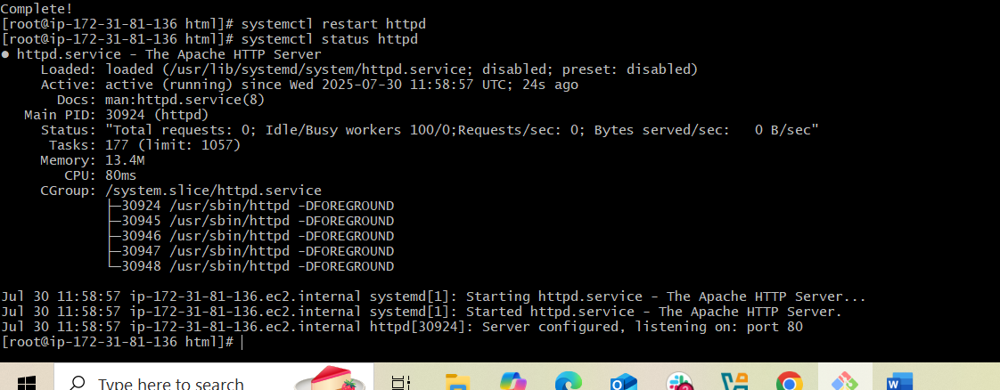 Complete!
[root@ip-172-31-81-136 html]# systemctl restart httpd
[root@ip-172-31-81-136 html]# systemctl status httpd
● httpd.service - The Apache HTTP Server
Loaded: loaded (/usr/lib/systemd/system/httpd.service; disabled; preset: disabled)
Active: active (running) since Wed 2025-07-30 11:58:57 UTC; 24s ago
Docs: man:httpd.service(8)
Main PID: 30924 (httpd)
Status: "Total requests: 0; Idle/Busy workers 100/0;Requests/sec: 0; Bytes served/sec:   0 B/sec"
Tasks: 177 (limit: 1057)
Memory: 13.4M
CPU: 80ms
CGroup: /system.slice/httpd.service
├─30924 /usr/sbin/httpd -DFOREGROUND
├─30945 /usr/sbin/httpd -DFOREGROUND
├─30946 /usr/sbin/httpd -DFOREGROUND
├─30947 /usr/sbin/httpd -DFOREGROUND
└─30948 /usr/sbin/httpd -DFOREGROUND
Jul 30 11:58:57 ip-172-31-81-136.ec2.internal systemd[1]: Starting httpd.service - The Apache HTTP Server...
Jul 30 11:58:57 ip-172-31-81-136.ec2.internal systemd[1]: Started httpd.service - The Apache HTTP Server.
Jul 30 11:58:57 ip-172-31-81-136.ec2.internal httpd[30924]: Server configured, listening on: port 80
[root@ip-172-31-81-136 html]#
Type here to search